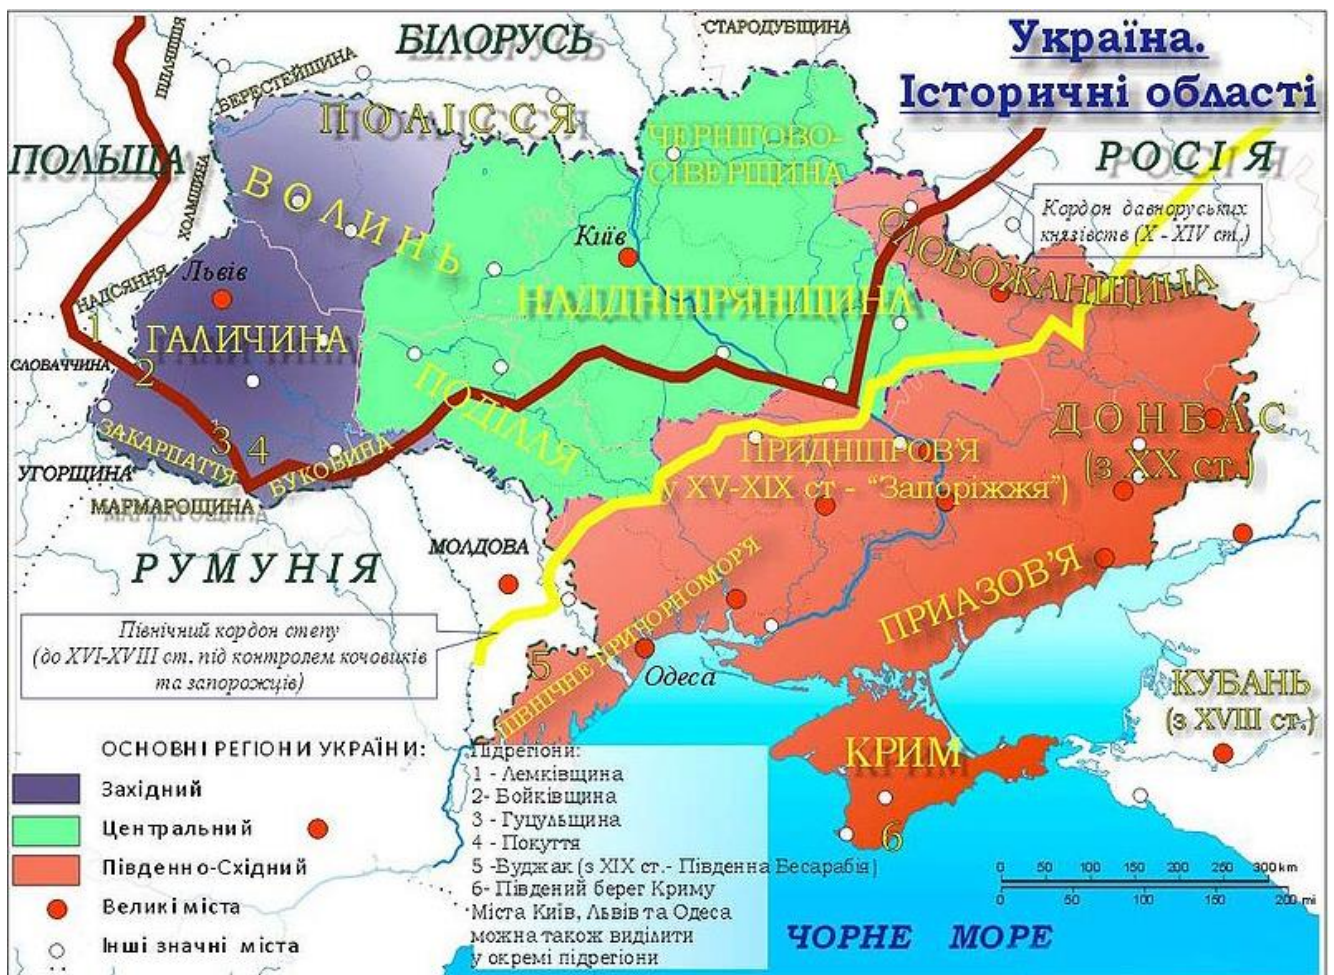 Україна.
Історичні області
БІЛОРУСЬ
СТАРОДУБЩИНА
ПІДЛЯШШЯ
БЕРЕСТЕЙЩИНА
ПОЛІССЯ
ЧЕРНІГОВО-
СІВЕРЩИНА
ПОЛЬЩА
РОСІЯ
ХОЛМЩИНА
ВОЛИНЬ
Кордон давноруських
князівств (X - XIV ст.)
СЛОБОЖАНЩИНА
Київ
НАДСЯННЯ
Львів
НАДДНІПРЯНЩИНА
1
ГАЛИЧИНА
СЛОВАЧЧИНА
2
ПОДІЛЛЯ
ДОНБАС
(з XX ст.)
ЗАКАРПАТТЯ
3
4
БУКОВИНА
ПРИДНІПРОВ'Я
у XV-XIX ст - "Запоріжжя")
УГОРЩИНА
МАРМАРОЩИНА
РУМУНІЯ
МОЛДОВА
ПІВНІЧНЕ ПРИЧОРНОМОР'Я
ПРИАЗОВ'Я
Північний кордон степу
(до XVI-XVIII ст. під контролем кочовиків
та запорожців)
5
Одеса
КУБАНЬ
(з XVIII ст.)
КРИМ
6
ОСНОВНІ РЕГІОНИ УКРАЇНИ:
Західний
Центральний
Південно-Східний
Великі міста
Інші значні міста
Підрегіони:
1 - Лемківщина
2- Бойківщина
3 - Гуцульщина
4 - Покуття
5 -Буджак (з XIX ст.- Південна Бесарабія)
6- Південий берег Криму
Міста Київ, Львів та Одеса
можна також виділити
у окремі підрегіони
0 50 100 150 200 250 300 km
0 50 100 150 200 mi
ЧОРНЕ МОРЕ